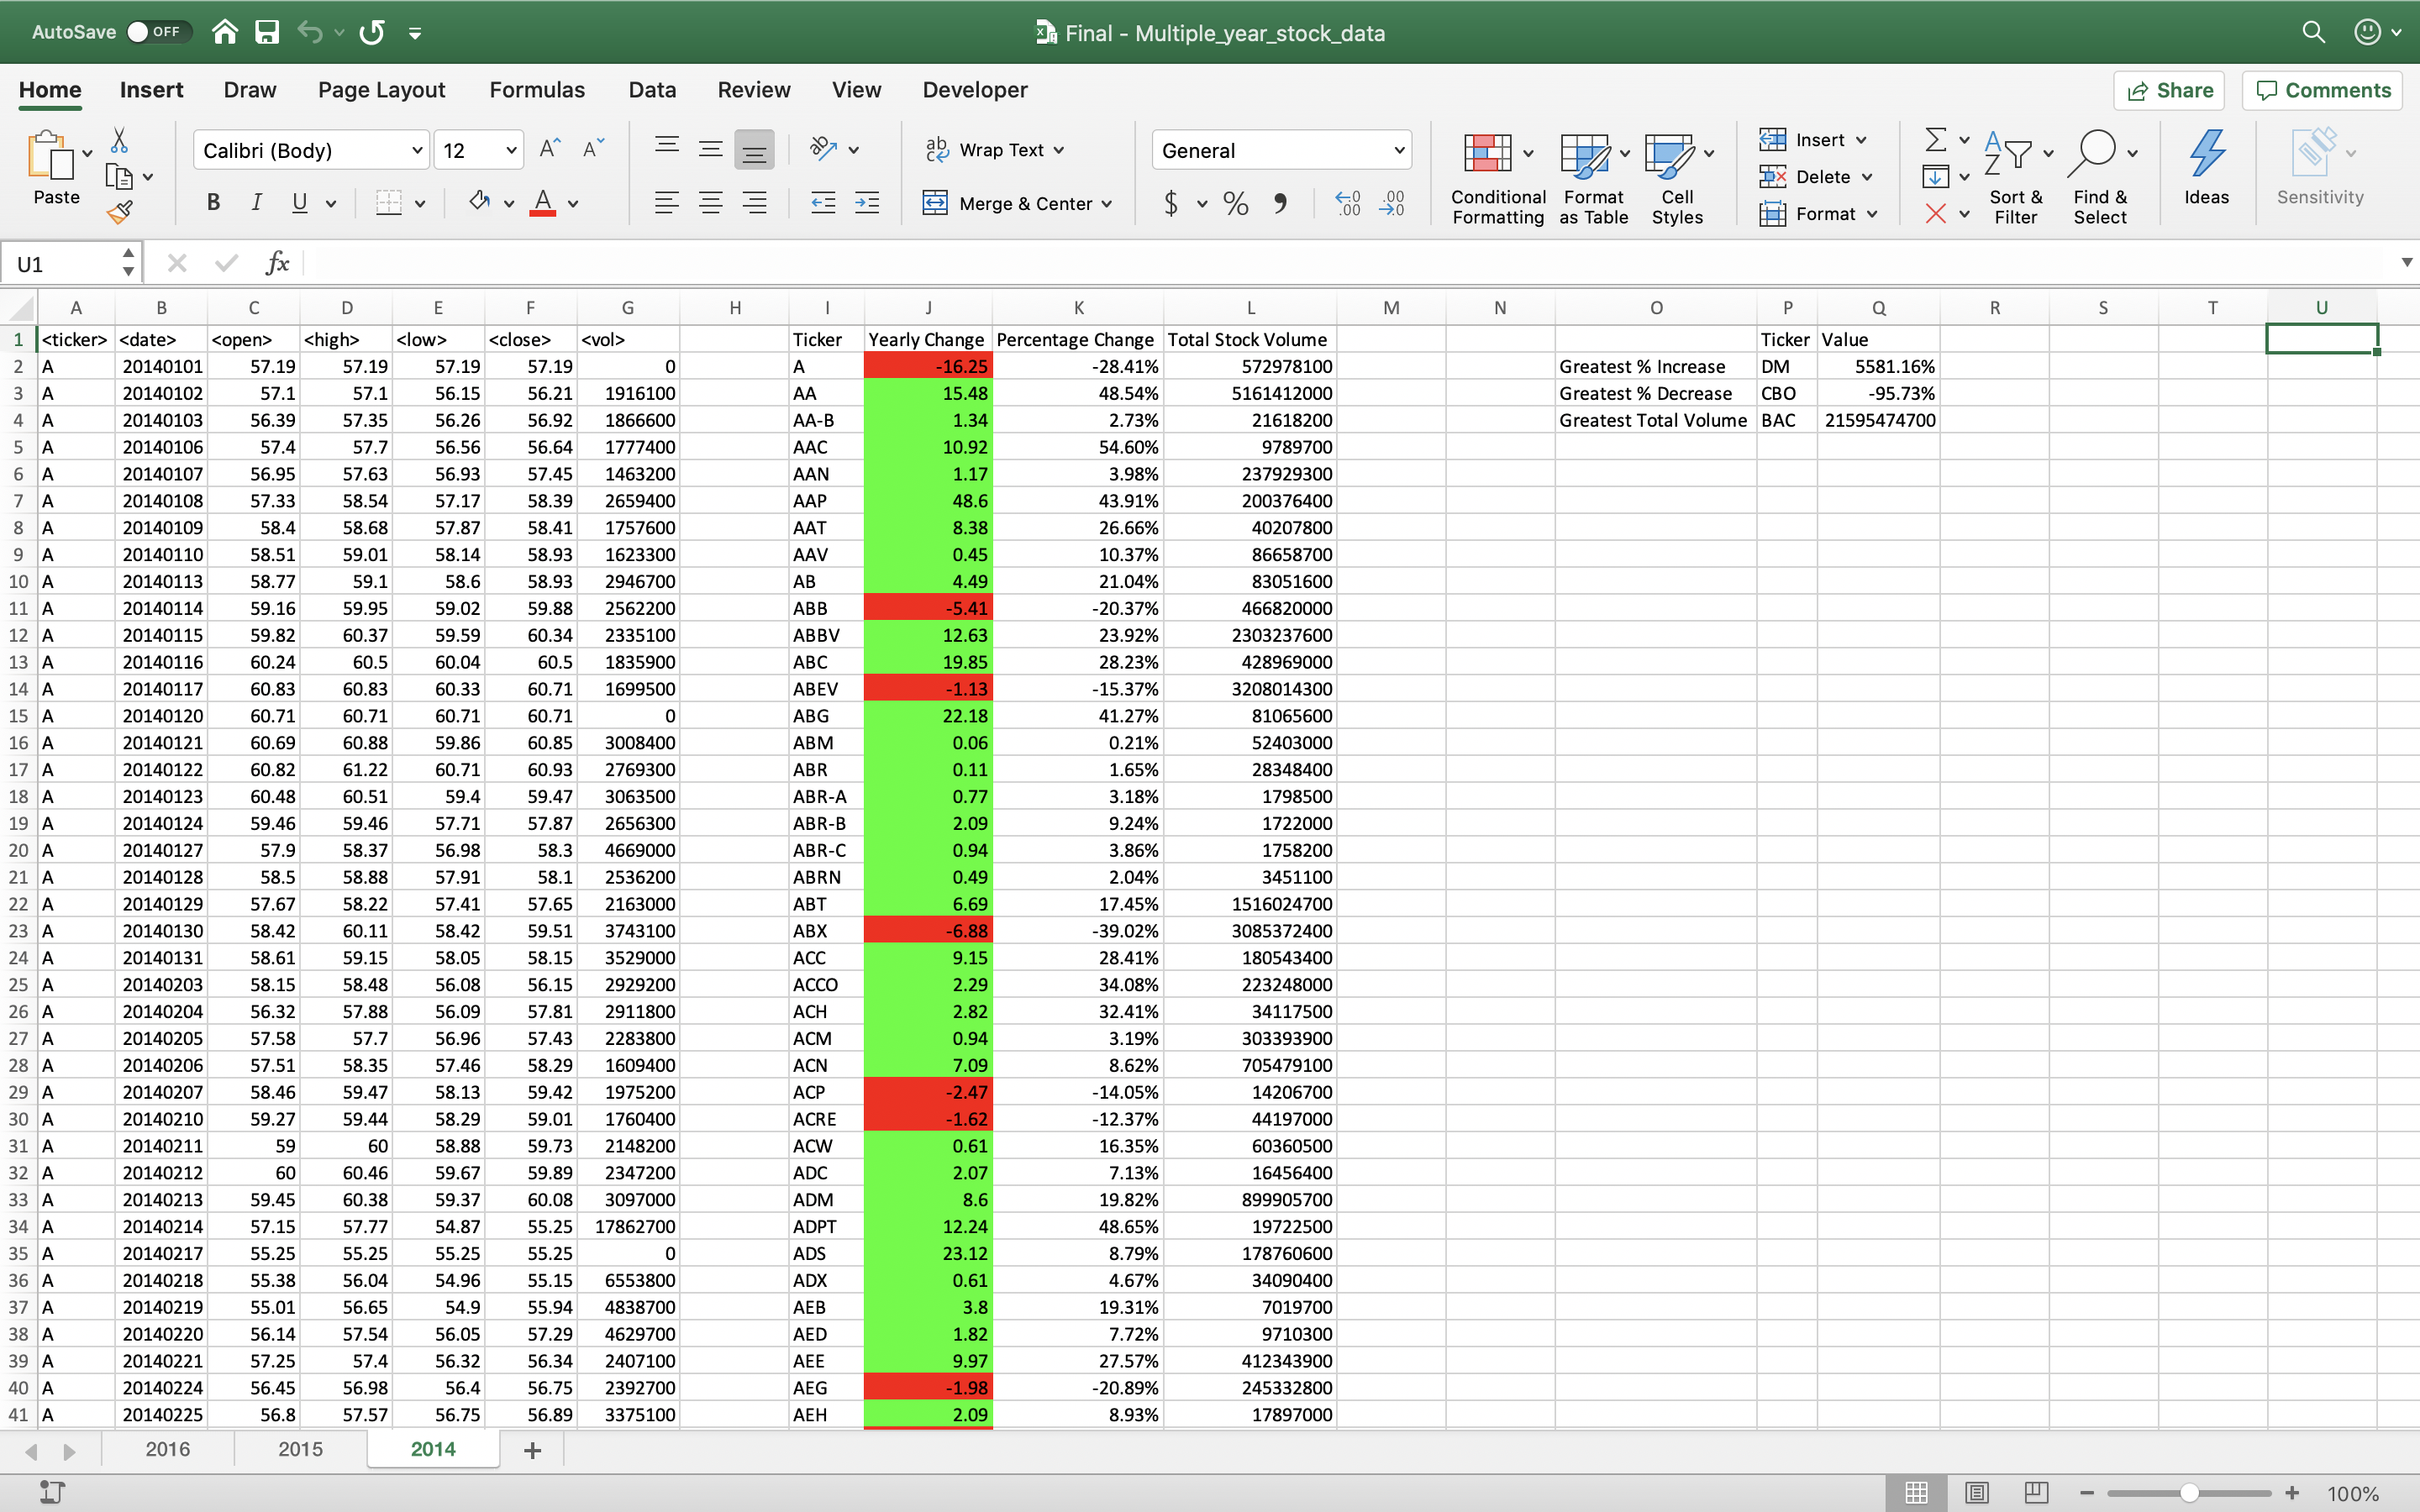 AutoSave OFF Final - Multiple_year_stock_data
Home Insert Draw Page Layout Formulas Data Review View Developer Share Comments
Paste Calibri (Body) 12 A A Wrap Text General Insert
B I U A Merge & Center $ % Conditional Formatting Format as Table Cell Styles Delete Format Sort & Filter Find & Select Ideas Sensitivity
U1 fx
A B C D E F G H I J K L M N O P Q R S T U
1 <ticker> <date> <open> <high> <low> <close> <vol> Ticker Yearly Change Percentage Change Total Stock Volume Ticker Value
2 A 20140101 57.19 57.19 57.19 57.19 0 A -16.25 -28.41% 572978100 Greatest % Increase DM 5581.16%
3 A 20140102 57.1 57.1 56.15 56.21 1916100 AA 15.48 48.54% 5161412000 Greatest % Decrease CBO -95.73%
4 A 20140103 56.39 57.35 56.26 56.92 1866600 AA-B 1.34 2.73% 21618200 Greatest Total Volume BAC 21595474700
5 A 20140106 57.4 57.7 56.56 56.64 1777400 AAC 10.92 54.60% 9789700
6 A 20140107 56.95 57.63 56.93 57.45 1463200 AAN 1.17 3.98% 237929300
7 A 20140108 57.33 58.54 57.17 58.39 2659400 AAP 48.6 43.91% 200376400
8 A 20140109 58.4 58.68 57.87 58.41 1757600 AAT 8.38 26.66% 40207800
9 A 20140110 58.51 59.01 58.14 58.93 1623300 AAV 0.45 10.37% 86658700
10 A 20140113 58.77 59.1 58.6 58.93 2946700 AB 4.49 21.04% 83051600
11 A 20140114 59.16 59.95 59.02 59.88 2562200 ABB -5.41 -20.37% 466820000
12 A 20140115 59.82 60.37 59.59 60.34 2335100 ABBV 12.63 23.92% 2303237600
13 A 20140116 60.24 60.5 60.04 60.5 1835900 ABC 19.85 28.23% 428969000
14 A 20140117 60.83 60.83 60.33 60.71 1699500 ABEV -1.13 -15.37% 3208014300
15 A 20140120 60.71 60.71 60.71 60.71 0 ABG 22.18 41.27% 81065600
16 A 20140121 60.69 60.88 59.86 60.85 3008400 ABM 0.06 0.21% 52403000
17 A 20140122 60.82 61.22 60.71 60.93 2769300 ABR 0.11 1.65% 28348400
18 A 20140123 60.48 60.51 59.4 59.47 3063500 ABR-A 0.77 3.18% 1798500
19 A 20140124 59.46 59.46 57.71 57.87 2656300 ABR-B 2.09 9.24% 1722000
20 A 20140127 57.9 58.37 56.98 58.3 4669000 ABR-C 0.94 3.86% 1758200
21 A 20140128 58.5 58.88 57.91 58.1 2536200 ABRN 0.49 2.04% 3451100
22 A 20140129 57.67 58.22 57.41 57.65 2163000 ABT 6.69 17.45% 1516024700
23 A 20140130 58.42 60.11 58.42 59.51 3743100 ABX -6.88 -39.02% 3085372400
24 A 20140131 58.61 59.15 58.05 58.15 3529000 ACC 9.15 28.41% 180543400
25 A 20140203 58.15 58.48 56.08 56.15 2929200 ACCO 2.29 34.08% 223248000
26 A 20140204 56.32 57.88 56.09 57.81 2911800 ACH 2.82 32.41% 34117500
27 A 20140205 57.58 57.7 56.96 57.43 2283800 ACM 0.94 3.19% 303393900
28 A 20140206 57.51 58.35 57.46 58.29 1609400 ACN 7.09 8.62% 705479100
29 A 20140207 58.46 59.47 58.13 59.42 1975200 ACP -2.47 -14.05% 14206700
30 A 20140210 59.27 59.44 58.29 59.01 1760400 ACRE -1.62 -12.37% 44197000
31 A 20140211 59 60 58.88 59.73 2148200 ACW 0.61 16.35% 60360500
32 A 20140212 60 60.46 59.67 59.89 2347200 ADC 2.07 7.13% 16456400
33 A 20140213 59.45 60.38 59.37 60.08 3097000 ADM 8.6 19.82% 899905700
34 A 20140214 57.15 57.77 54.87 55.25 17862700 ADPT 12.24 48.65% 19722500
35 A 20140217 55.25 55.25 55.25 55.25 0 ADS 23.12 8.79% 178760600
36 A 20140218 55.38 56.04 54.96 55.15 6553800 ADX 0.61 4.67% 34090400
37 A 20140219 55.01 56.65 54.9 55.94 4838700 AEB 3.8 19.31% 7019700
38 A 20140220 56.14 57.54 56.05 57.29 4629700 AED 1.82 7.72% 9710300
39 A 20140221 57.25 57.4 56.32 56.34 2407100 AEE 9.97 27.57% 412343900
40 A 20140224 56.45 56.98 56.4 56.75 2392700 AEG -1.98 -20.89% 245332800
41 A 20140225 56.8 57.57 56.75 56.89 3375100 AEH 2.09 8.93% 17897000
2016 2015 2014 +
100%